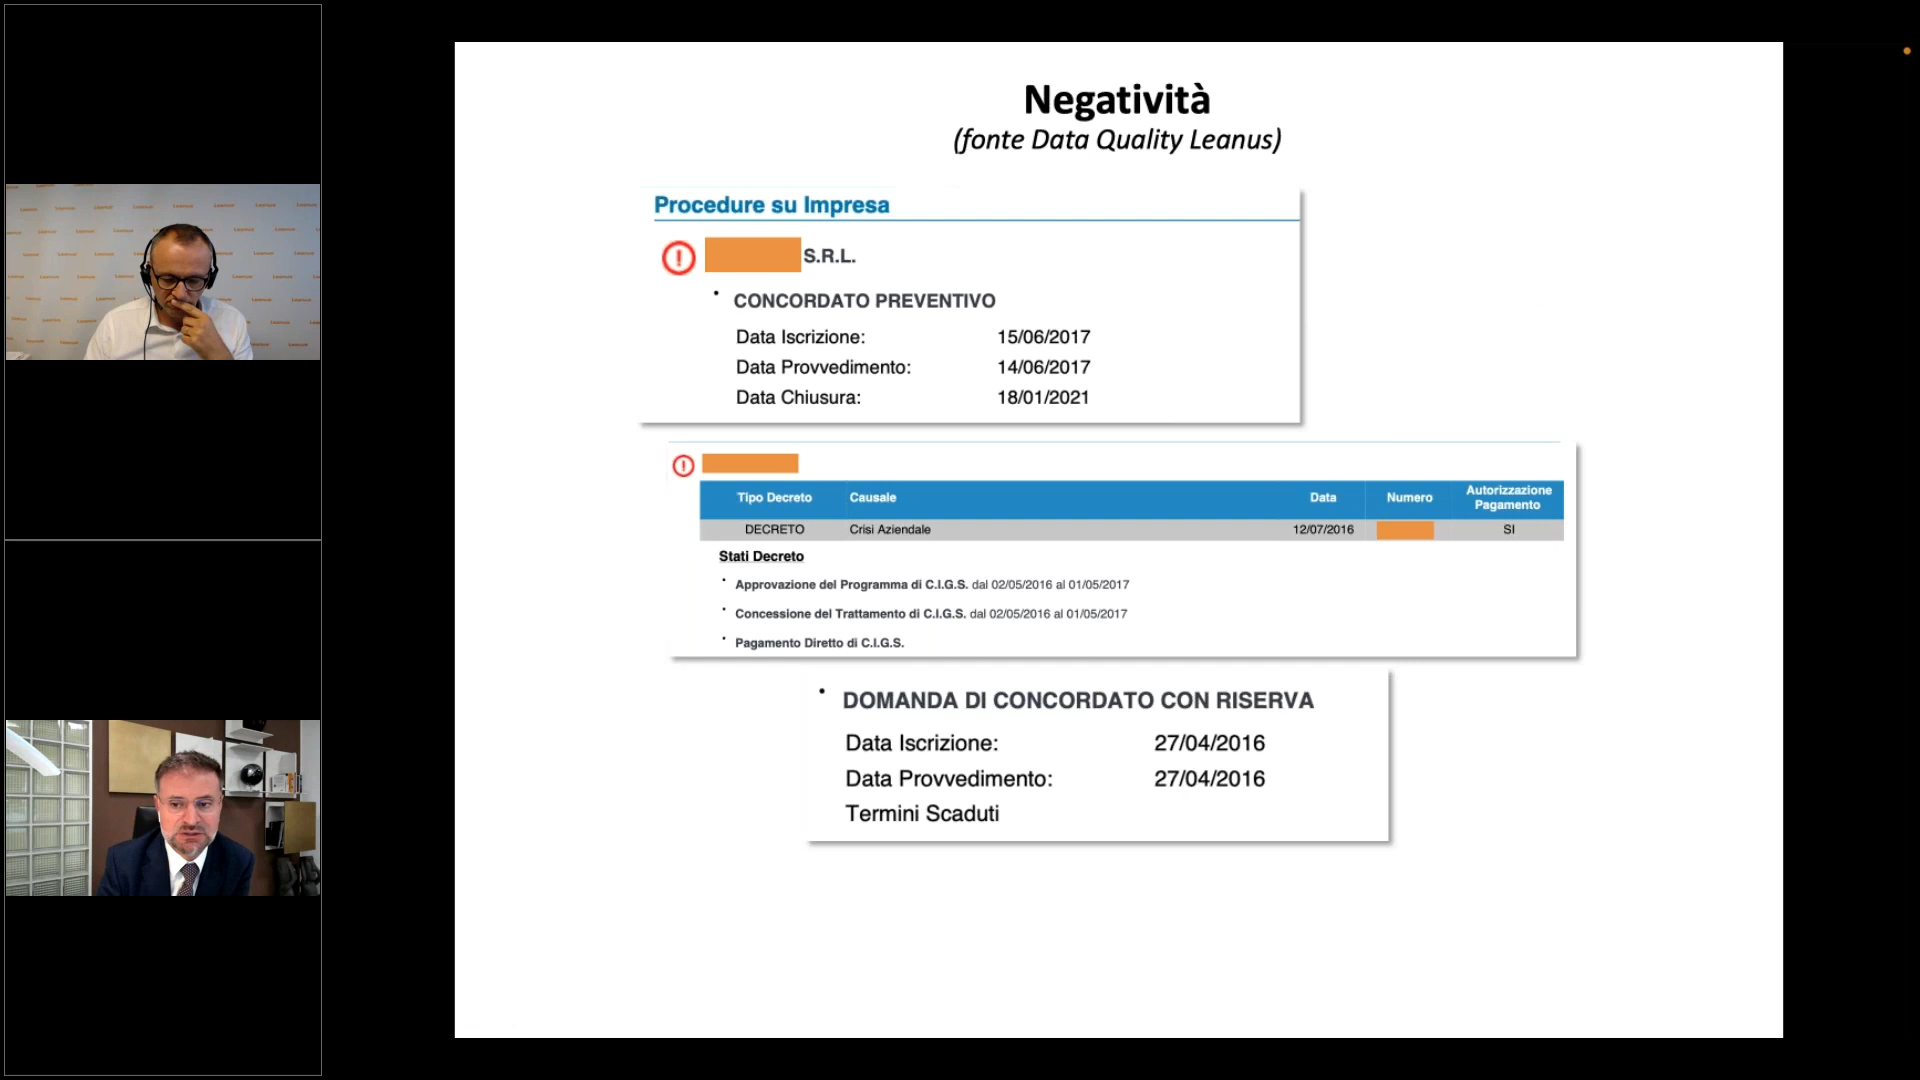 Negatività
(fonte Data Quality Leanus)
Procedure su Impresa
S.R.L.
• CONCORDATO PREVENTIVO
Data Iscrizione: 15/06/2017
Data Provvedimento: 14/06/2017
Data Chiusura: 18/01/2021
Tipo Decreto Causale Data Numero Autorizzazione Pagamento
DECRETO Crisi Aziendale 12/07/2016 SI
Stati Decreto
• Approvazione del Programma di C.I.G.S. dal 02/05/2016 al 01/05/2017
• Concessione del Trattamento di C.I.G.S. dal 02/05/2016 al 01/05/2017
• Pagamento Diretto di C.I.G.S.
• DOMANDA DI CONCORDATO CON RISERVA
Data Iscrizione: 27/04/2016
Data Provvedimento: 27/04/2016
Termini Scaduti